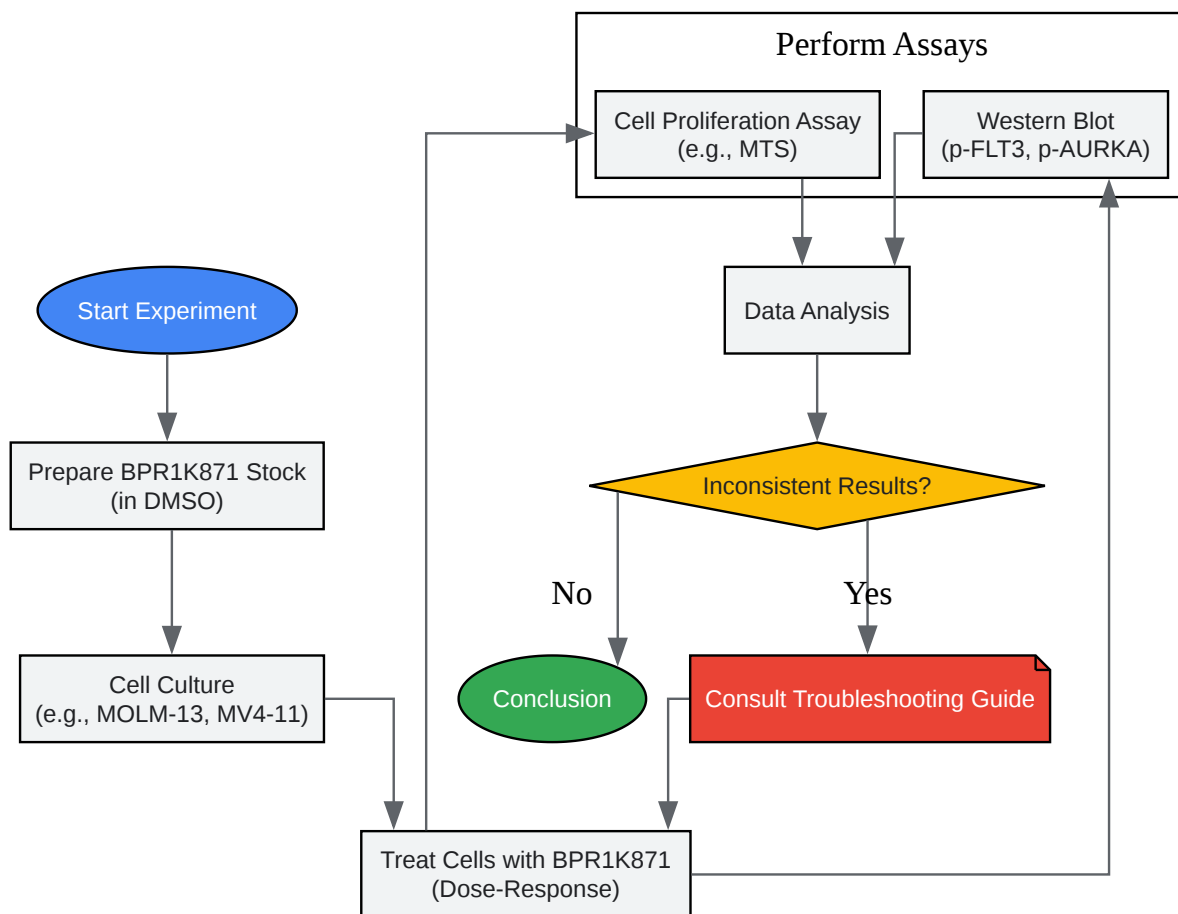 Perform Assays
Cell Proliferation Assay
(e.g., MTS)
Western Blot
(p-FLT3, p-AURKA)
Start Experiment
Data Analysis
Prepare BPR1K871 Stock
(in DMSO)
Inconsistent Results?
No
Yes
Cell Culture
(e.g., MOLM-13, MV4-11)
Conclusion
Consult Troubleshooting Guide
Treat Cells with BPR1K871
(Dose-Response)